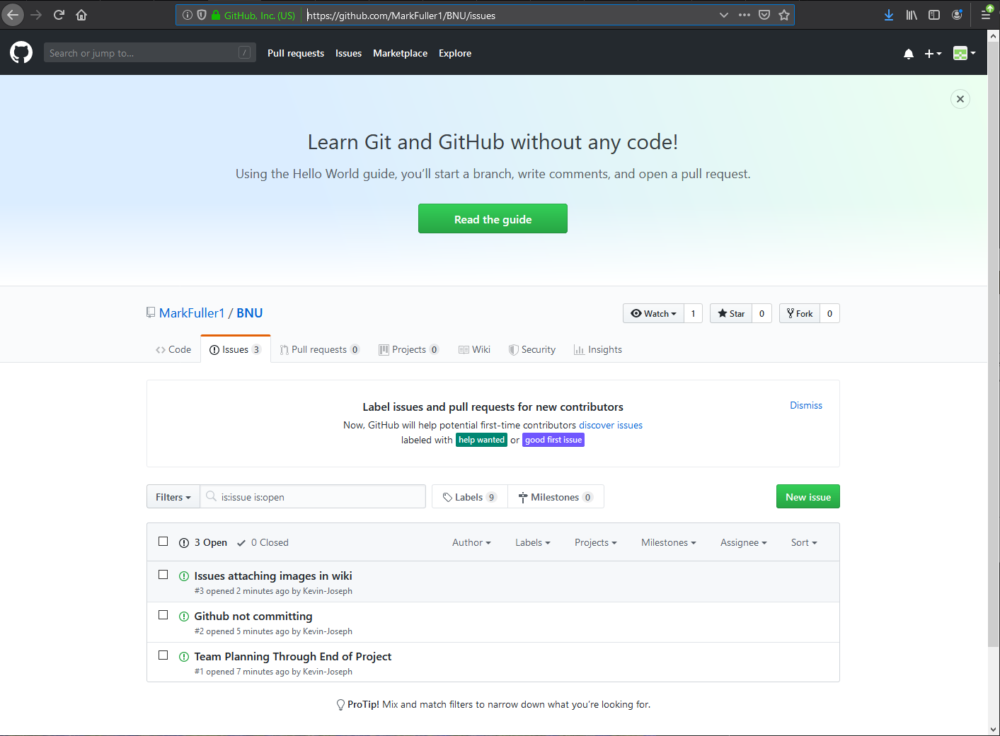 GitHub, Inc. (US) https://github.com/MarkFuller1/BNU/issues
Search or jump to... /
Pull requests Issues Marketplace Explore
Learn Git and GitHub without any code!
Using the Hello World guide, you’ll start a branch, write comments, and open a pull request.
Read the guide
MarkFuller1 / BNU
Watch 1 Star 0 Fork 0
Code Issues 3 Pull requests 0 Projects 0 Wiki Security Insights
Label issues and pull requests for new contributors
Dismiss
Now, GitHub will help potential first-time contributors discover issues
labeled with help wanted or good first issue
Filters is:issue is:open Labels 9 Milestones 0 New issue
3 Open 0 Closed Author Labels Projects Milestones Assignee Sort
Issues attaching images in wiki
#3 opened 2 minutes ago by Kevin-Joseph
Github not committing
#2 opened 5 minutes ago by Kevin-Joseph
Team Planning Through End of Project
#1 opened 7 minutes ago by Kevin-Joseph
ProTip! Mix and match filters to narrow down what you’re looking for.